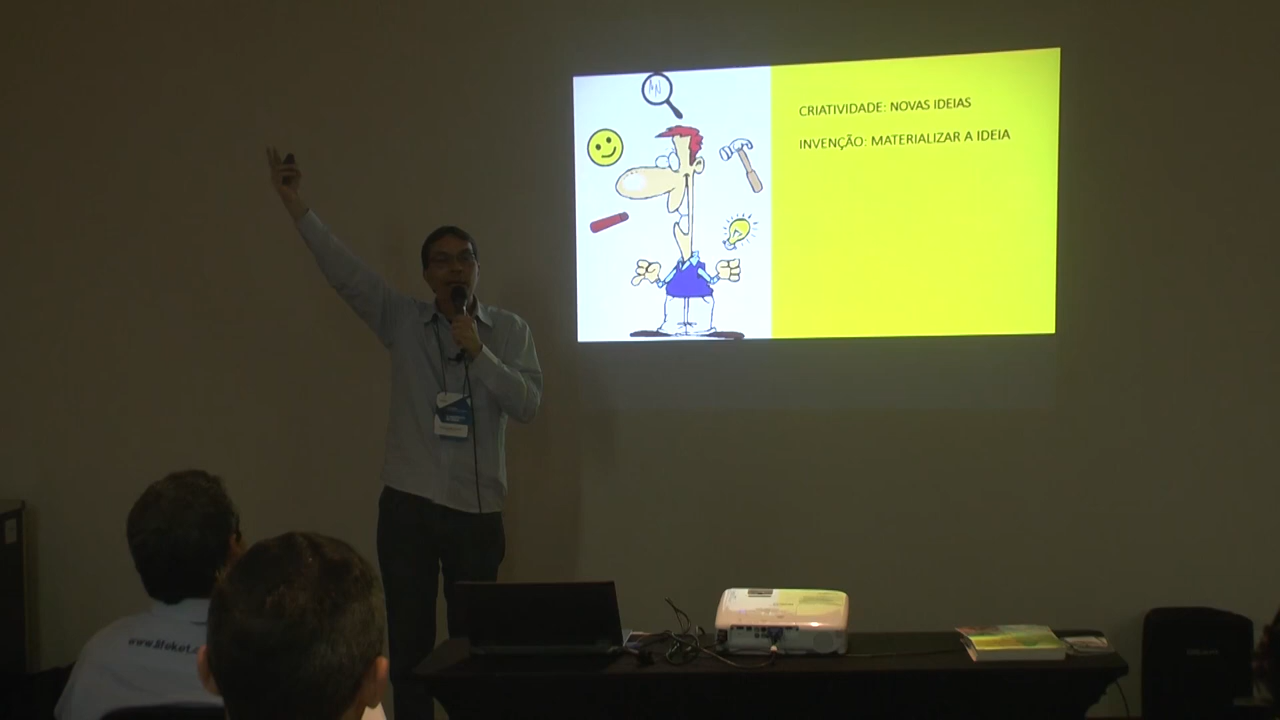 CRIATIVIDADE: NOVAS IDEIAS
INVENÇÃO: MATERIALIZAR A IDEIA